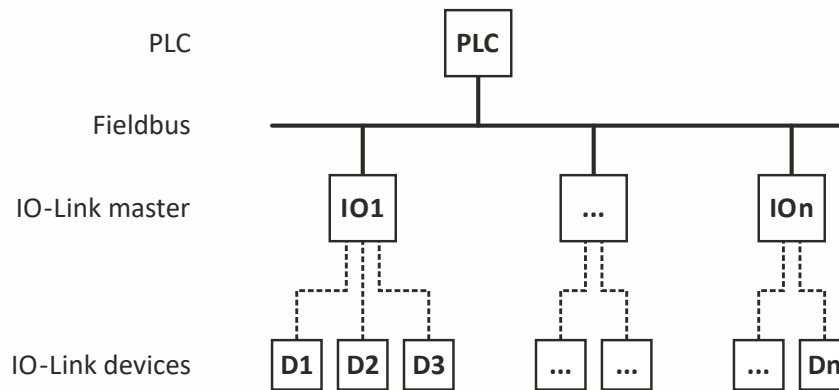 PLC PLC
Fieldbus
IO-Link master IO1 ... IOn
IO-Link devices D1 D2 D3 ... ... ... Dn